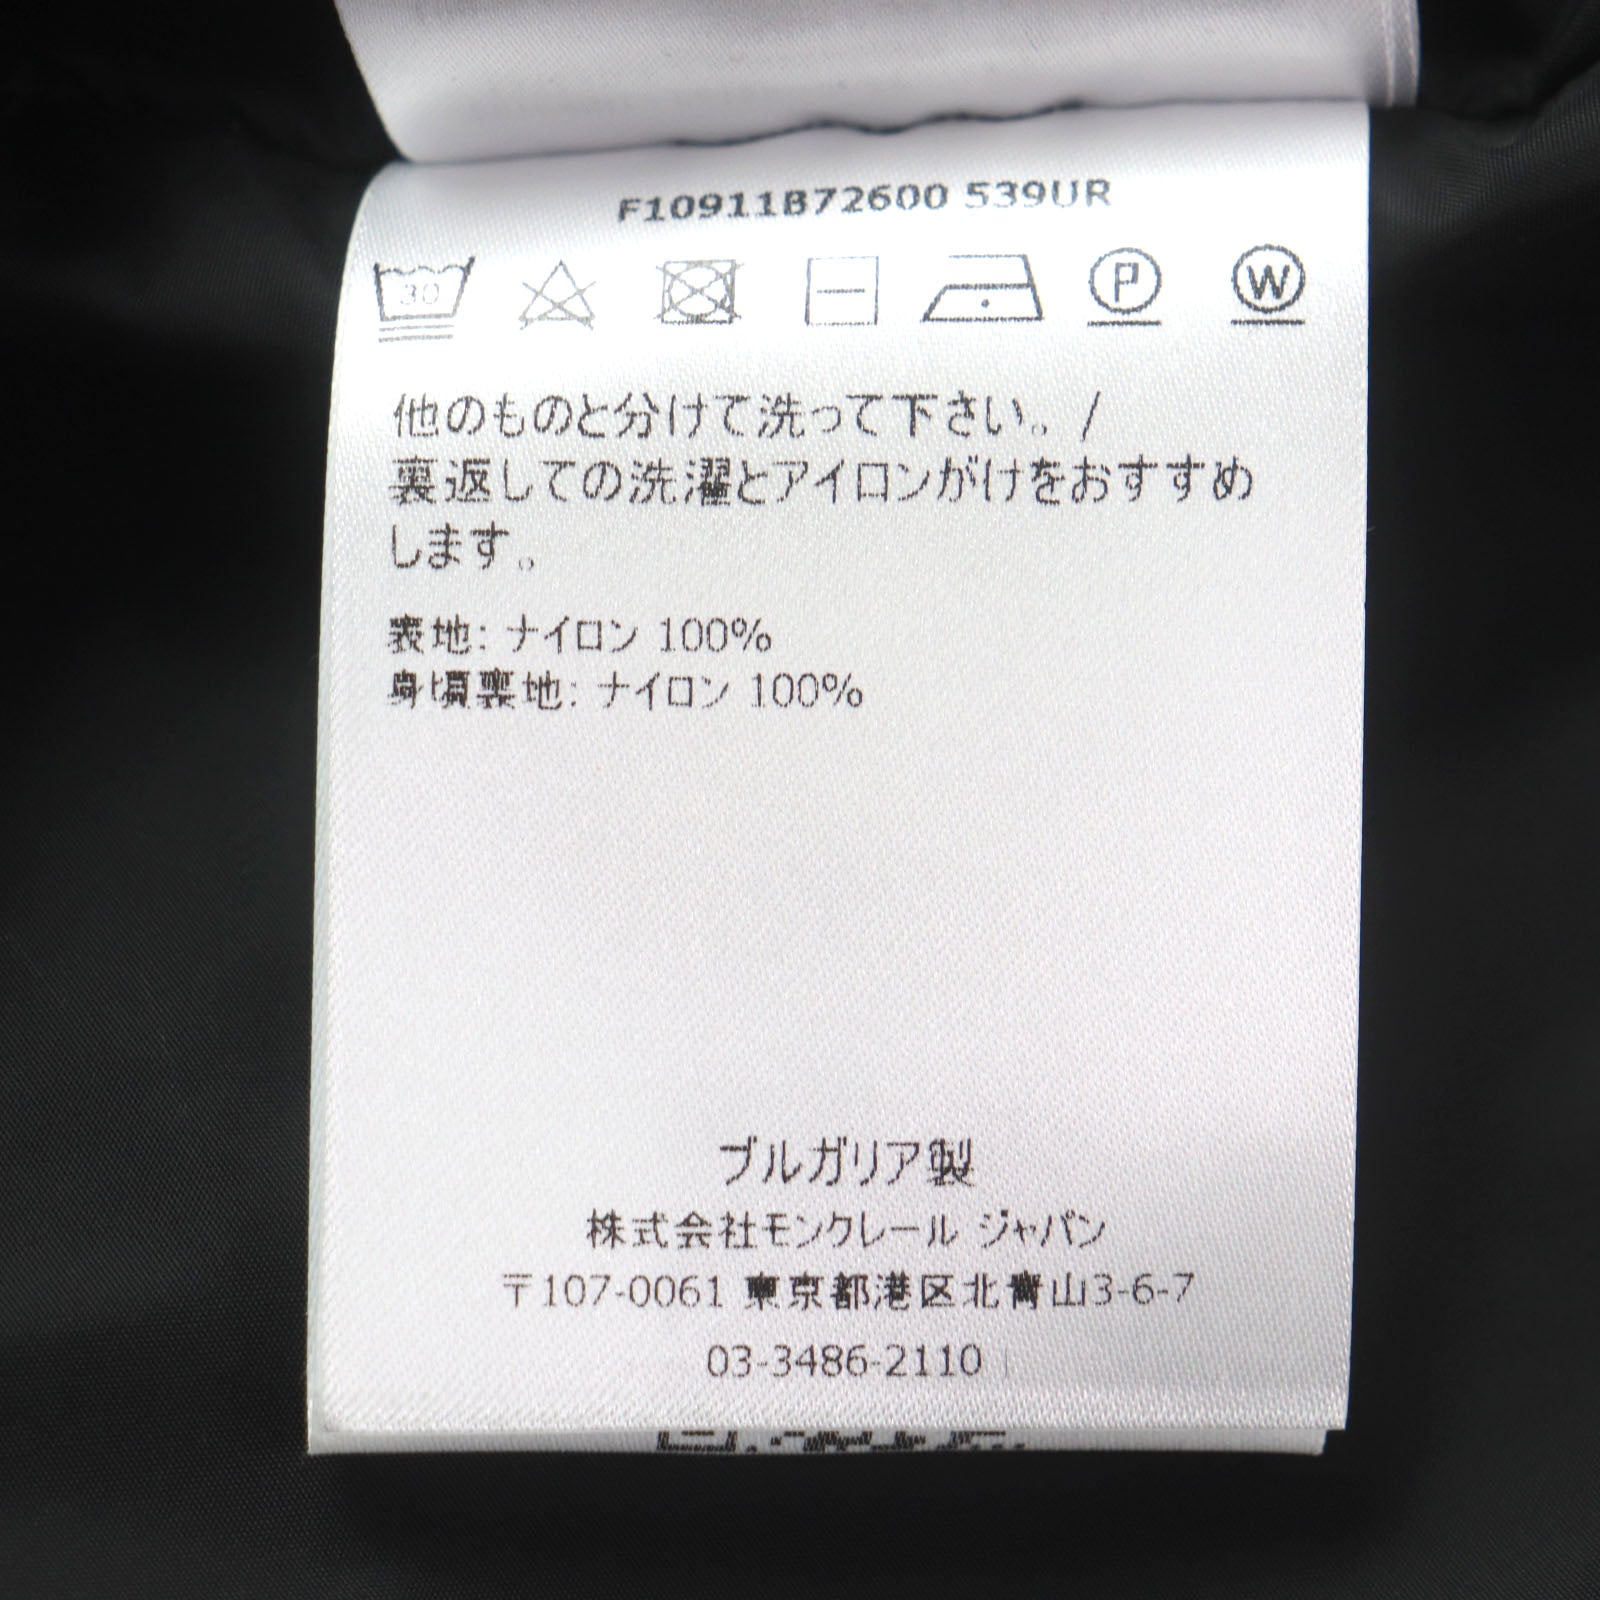 F10911B72600 539UR
30
P W
他のものと分けて洗って下さい。/
裏返しての洗濯とアイロンがけをおすすめ
します。
表地: ナイロン 100%
身頃裏地: ナイロン 100%
ブルガリア製
株式会社モンクレール ジャパン
〒107-0061 東京都港区北青山3-6-7
03-3486-2110